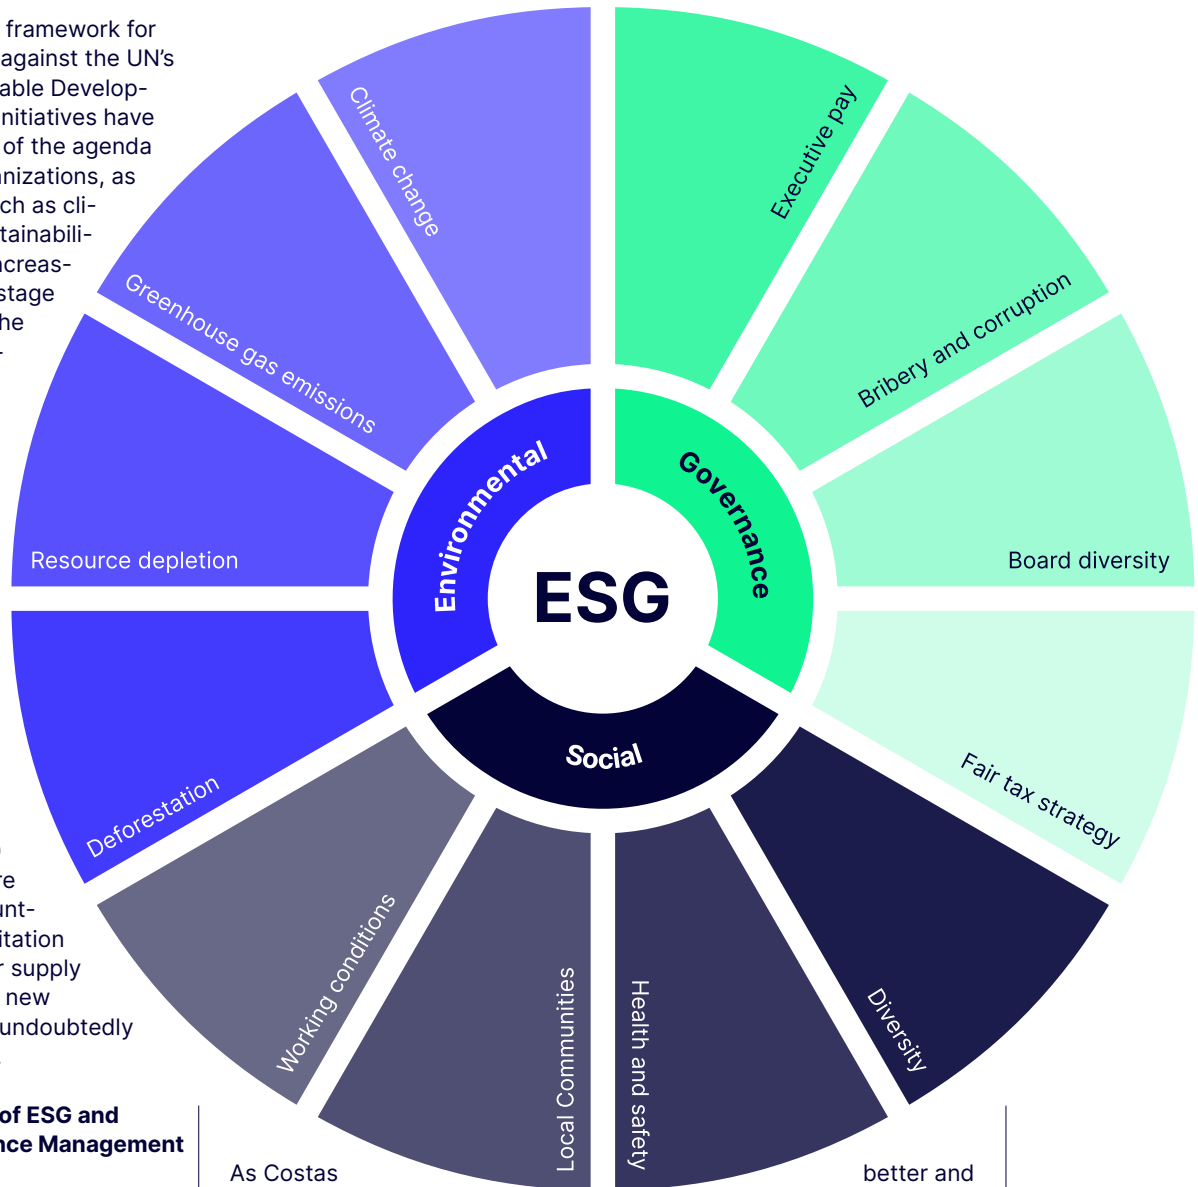 framework for
against the UN’s
able Develop-
nitiatives have
of the agenda
nizations, as
ch as cli-
tainabili-
ncreas-
stage
he
-
Climate change
Executive pay
Greenhouse gas emissions
Bribery and corruption
Resource depletion
Board diversity
Environmental
Governance
ESG
Social
Deforestation
Fair tax strategy
Working conditions
Local Communities
Health and safety
Diversity
re
unt-
itation
r supply
new
undoubtedly
of ESG and
nce Management
As Costas
better and